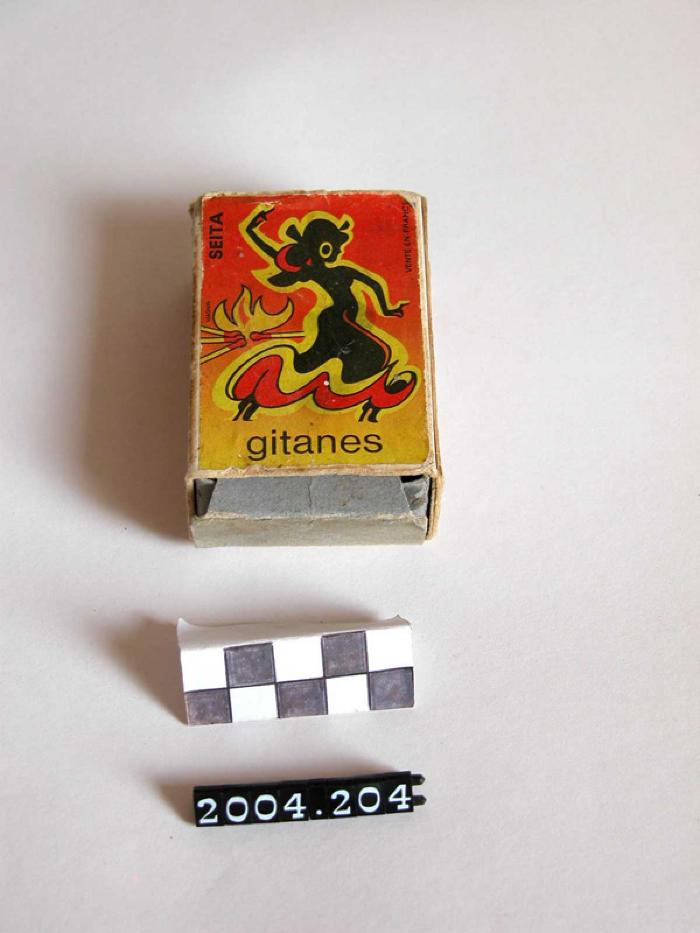 SEITA
VENTE EN FRANCE
gitanes
2004.204